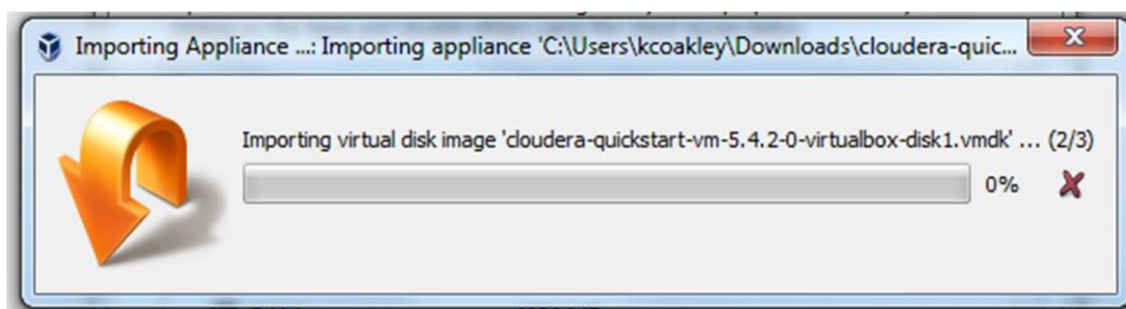 Importing Appliance ...: Importing appliance 'C:\Users\kcoakley\Downloads\cloudera-quic...
Importing virtual disk image 'cloudera-quickstart-vm-5.4.2-0-virtualbox-disk1.vmdk' ... (2/3)
0%